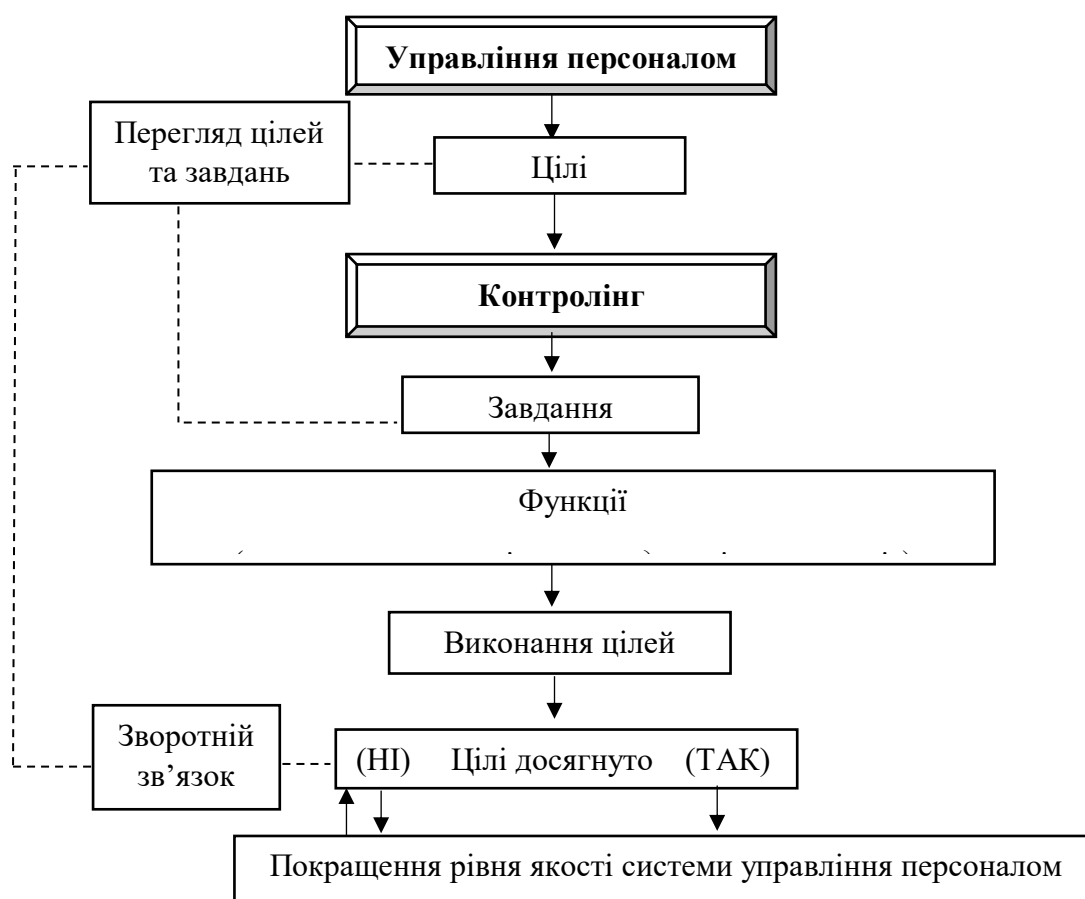 Управління персоналом
Перегляд цілей
та завдань
Цілі
Контролінг
Завдання
Функції
Виконання цілей
Зворотній
зв’язок
(НІ) Цілі досягнуто (ТАК)
Покращення рівня якості системи управління персоналом